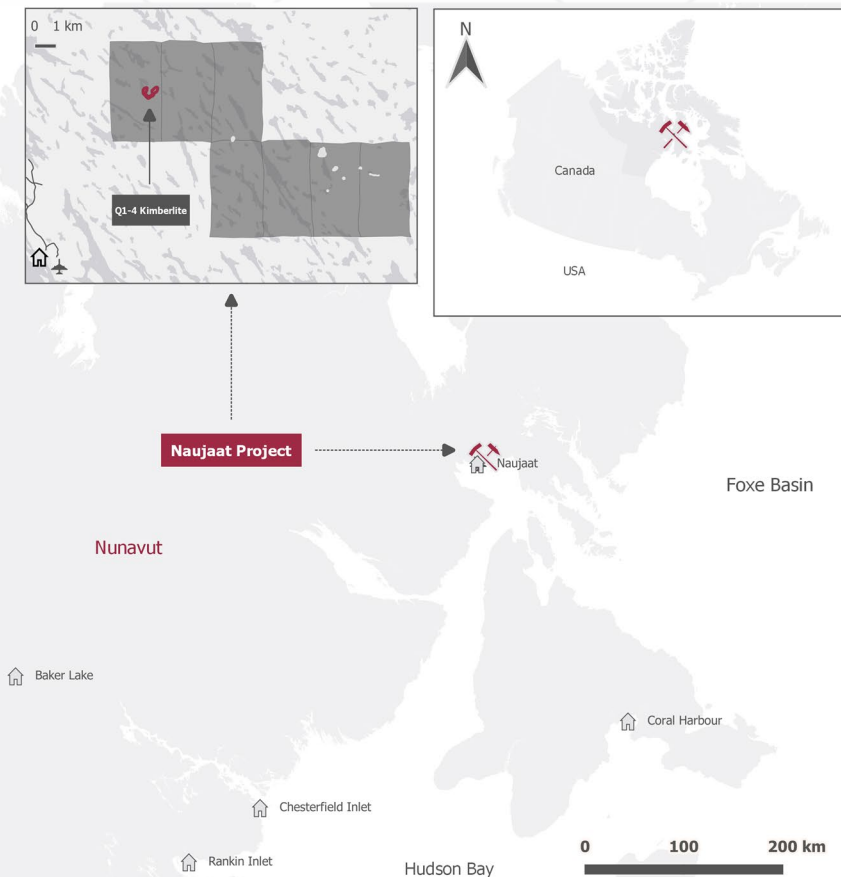 0 1 km
Q1-4 Kimberlite
N
Canada
USA
Naujaat Project
Naujaat
Foxe Basin
Nunavut
Baker Lake
Coral Harbour
Chesterfield Inlet
Rankin Inlet
Hudson Bay
0 100 200 km